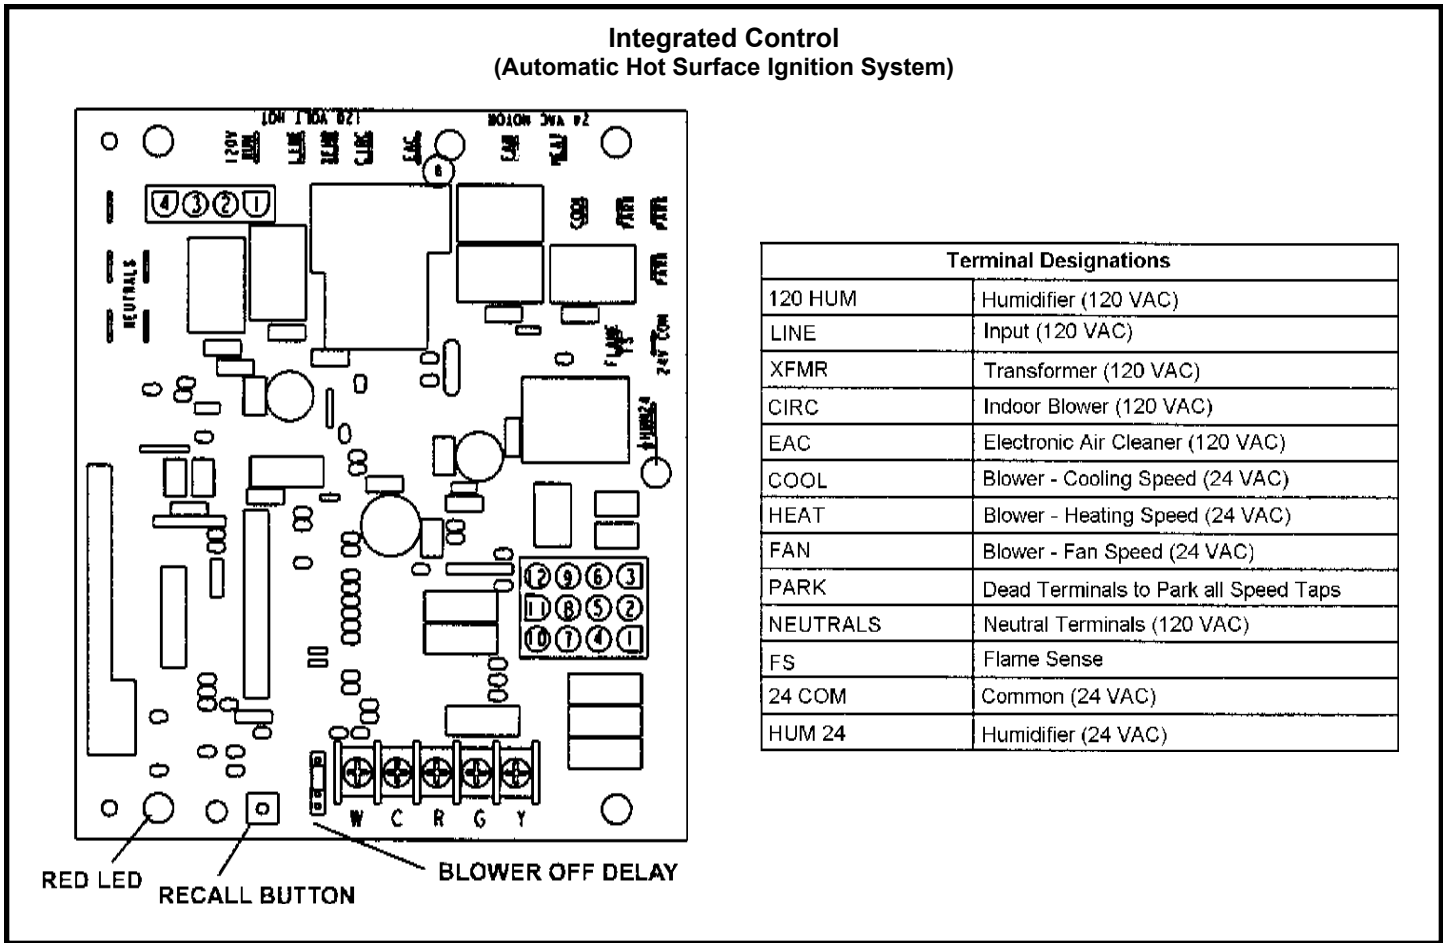 Integrated Control
(Automatic Hot Surface Ignition System)
120 VOLT HOT
24 VAC MOTOR
120V HUM
LINE
XFMR
CIRC
EAC
FAN
HEAT
COOL
PARK
PARK
PARK
4 3 2 1
NEUTRALS
FLAME
FS
24V COM
HUM24
12 9 6 3
11 8 5 2
10 7 4 1
W C R G Y
RED LED
RECALL BUTTON
BLOWER OFF DELAY
Terminal Designations
120 HUM Humidifier (120 VAC)
LINE Input (120 VAC)
XFMR Transformer (120 VAC)
CIRC Indoor Blower (120 VAC)
EAC Electronic Air Cleaner (120 VAC)
COOL Blower - Cooling Speed (24 VAC)
HEAT Blower - Heating Speed (24 VAC)
FAN Blower - Fan Speed (24 VAC)
PARK Dead Terminals to Park all Speed Taps
NEUTRALS Neutral Terminals (120 VAC)
FS Flame Sense
24 COM Common (24 VAC)
HUM 24 Humidifier (24 VAC)